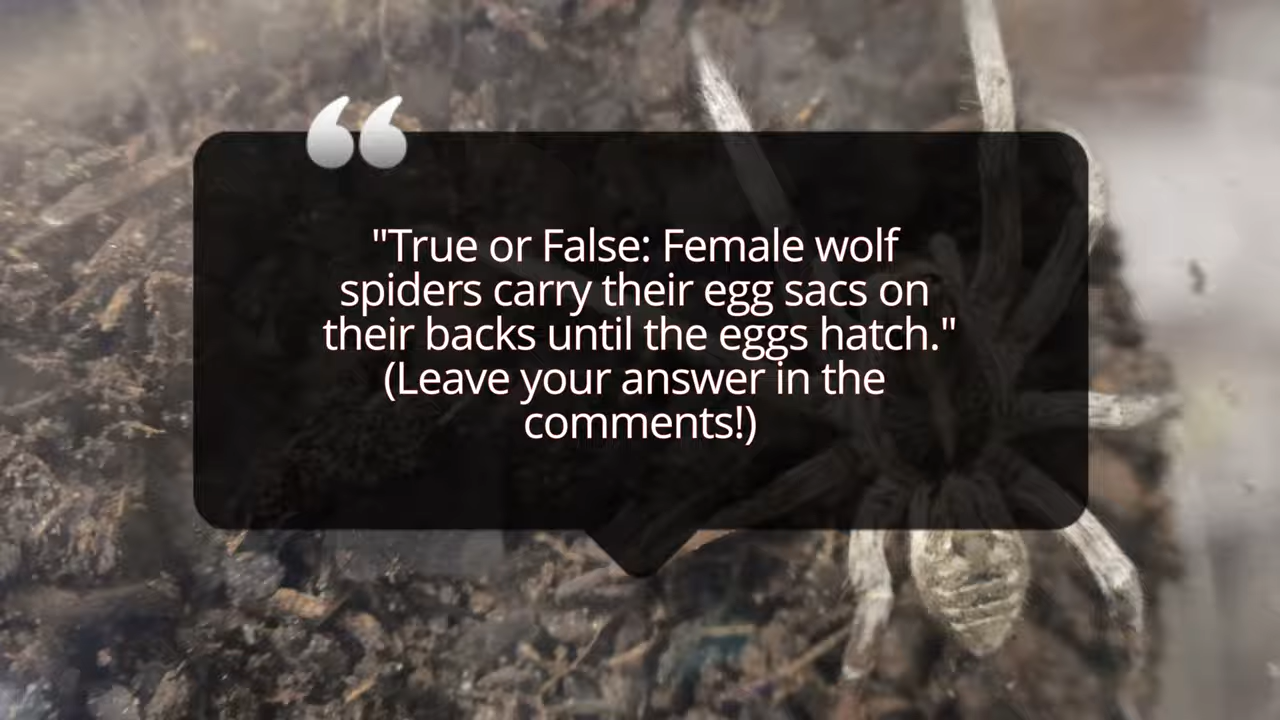 "True or False: Female wolf
spiders carry their egg sacs on
their backs until the eggs hatch."
(Leave your answer in the
comments!)